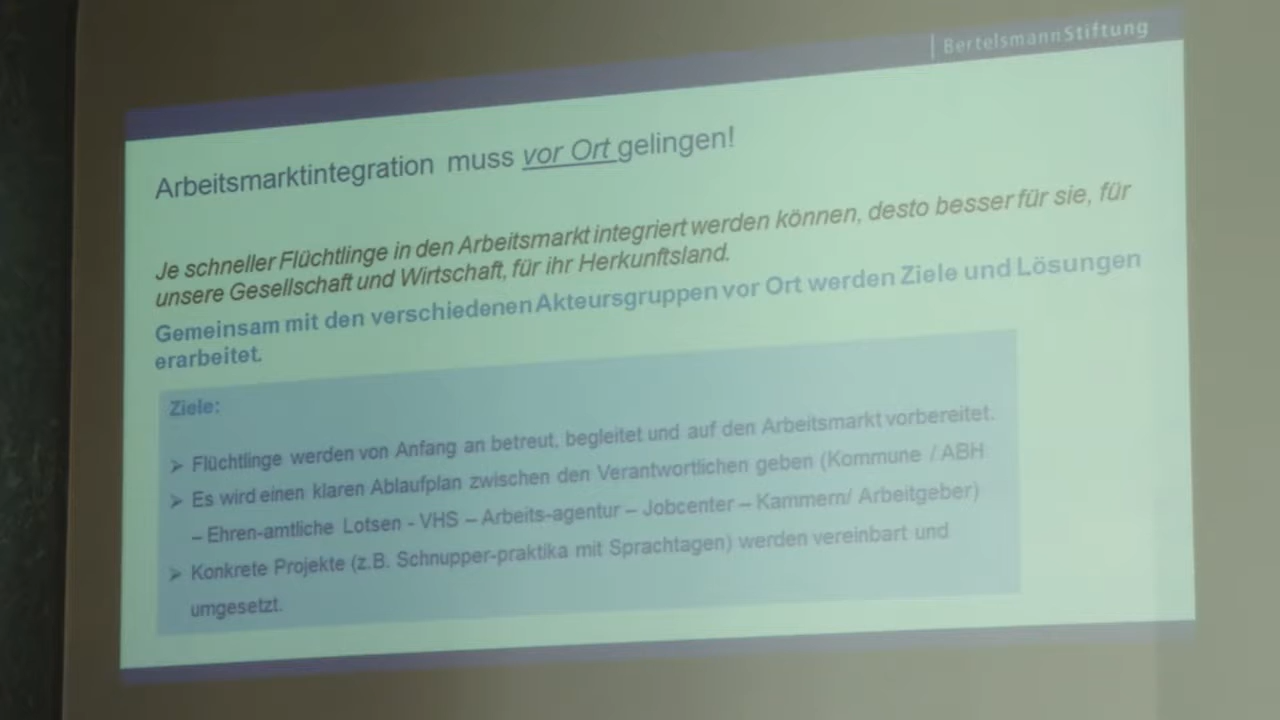 BertelsmannStiftung
Arbeitsmarktintegration muss vor Ort gelingen!
Je schneller Flüchtlinge in den Arbeitsmarkt integriert werden können, desto besser für sie, für
unsere Gesellschaft und Wirtschaft, für ihr Herkunftsland.
Gemeinsam mit den verschiedenen Akteursgruppen vor Ort werden Ziele und Lösungen
erarbeitet.
Ziele:
➢ Flüchtlinge werden von Anfang an betreut, begleitet und auf den Arbeitsmarkt vorbereitet.
➢ Es wird einen klaren Ablaufplan zwischen den Verantwortlichen geben (Kommune / ABH
– Ehren-amtliche Lotsen - VHS – Arbeits-agentur – Jobcenter – Kammern/ Arbeitgeber)
➢ Konkrete Projekte (z.B. Schnupper-praktika mit Sprachtagen) werden vereinbart und
umgesetzt.